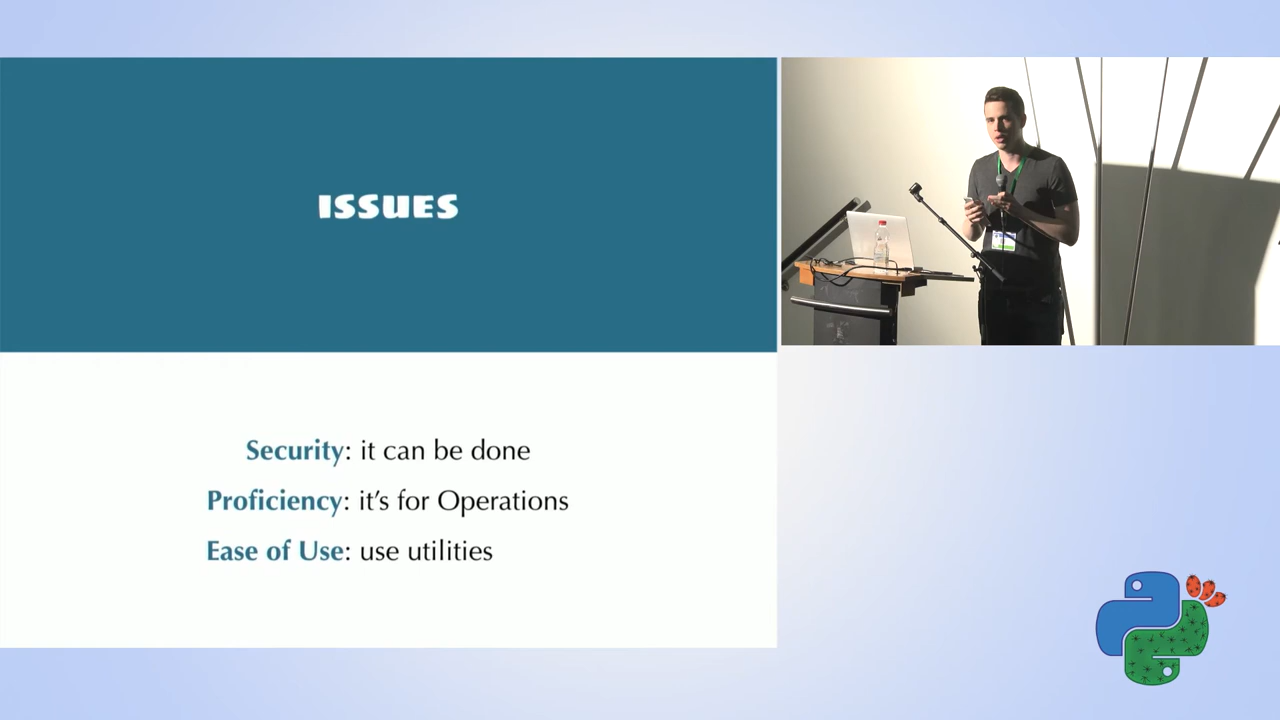 ISSUES
Security: it can be done
Proficiency: it's for Operations
Ease of Use: use utilities